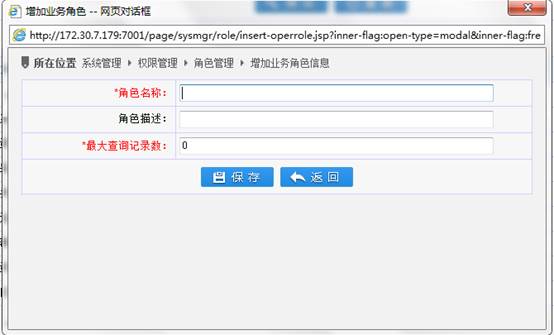 增加业务角色 -- 网页对话框
http://172.30.7.179:7001/page/sysmgr/role/insert-operrole.jsp?inner-flag:open-type=modal&inner-flag:fre
所在位置 系统管理 权限管理 角色管理 增加业务角色信息
*角色名称：
角色描述：
*最大查询记录数： 0
保存 返回